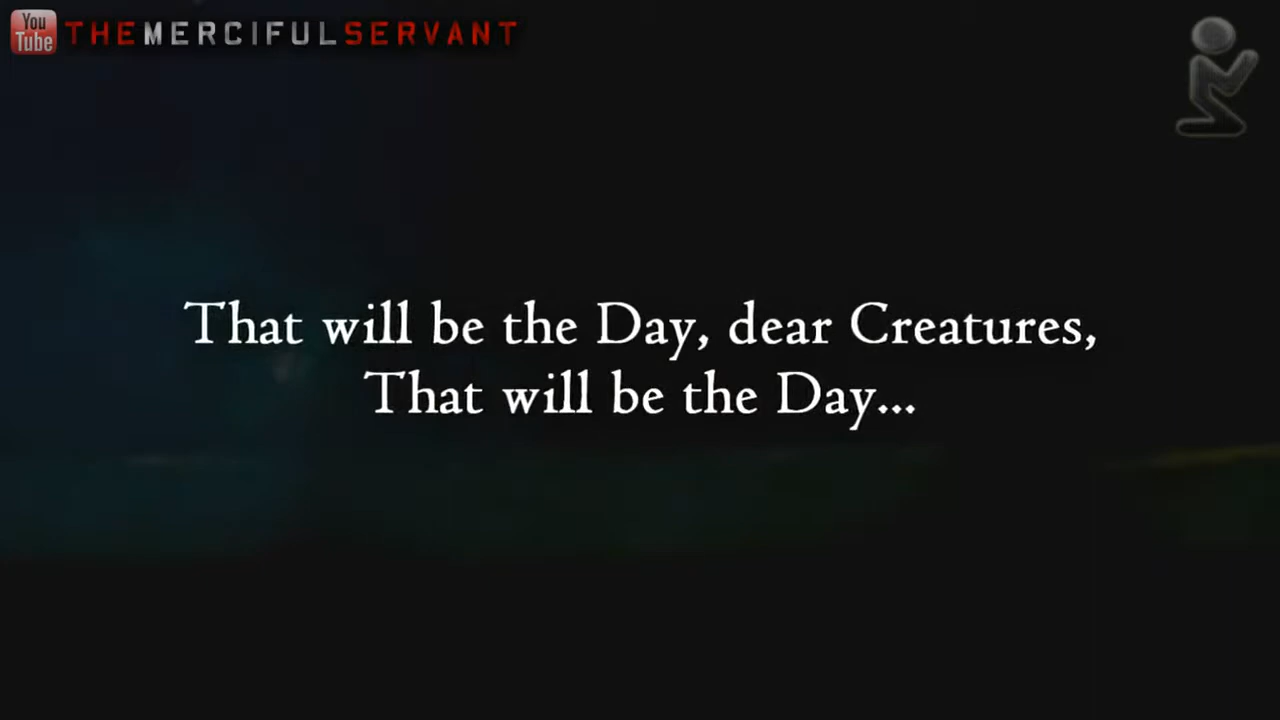 You
Tube
THEMERCIFULSERVANT
That will be the Day, dear Creatures,
That will be the Day...